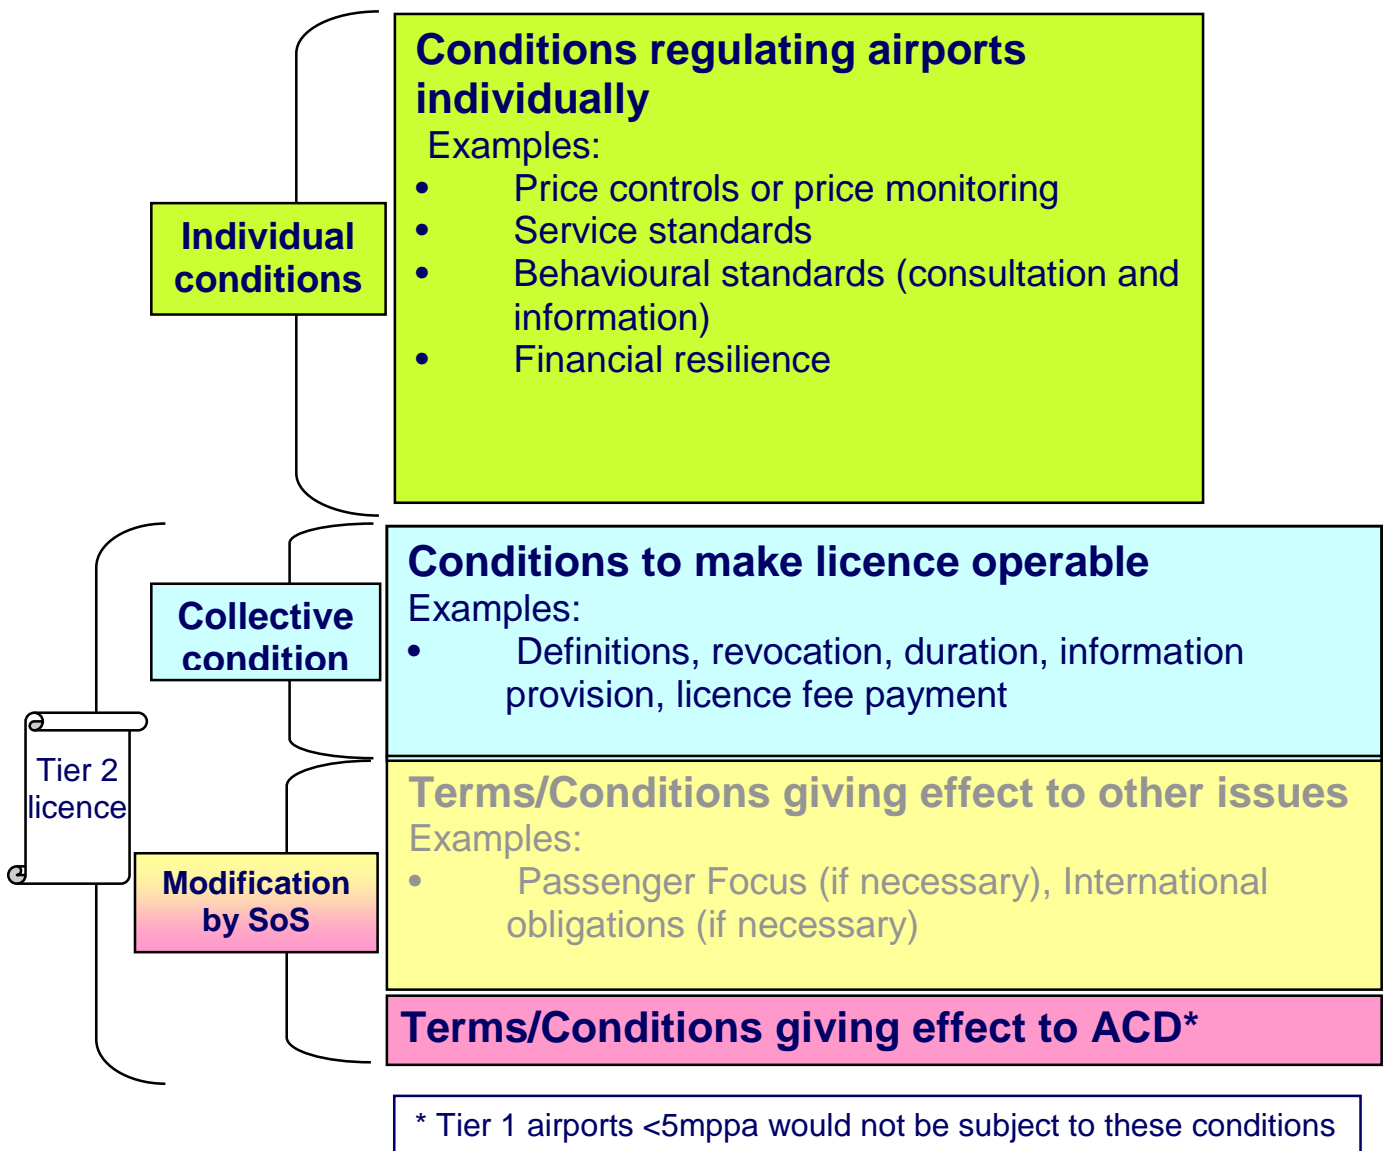 Conditions regulating airports
individually
Examples:
• Price controls or price monitoring
• Service standards
• Behavioural standards (consultation and
information)
• Financial resilience
Individual
conditions
Conditions to make licence operable
Examples:
• Definitions, revocation, duration, information
provision, licence fee payment
Collective
condition
Tier 2
licence
Terms/Conditions giving effect to other issues
Examples:
• Passenger Focus (if necessary), International
obligations (if necessary)
Modification
by SoS
Terms/Conditions giving effect to ACD*
* Tier 1 airports <5mppa would not be subject to these conditions